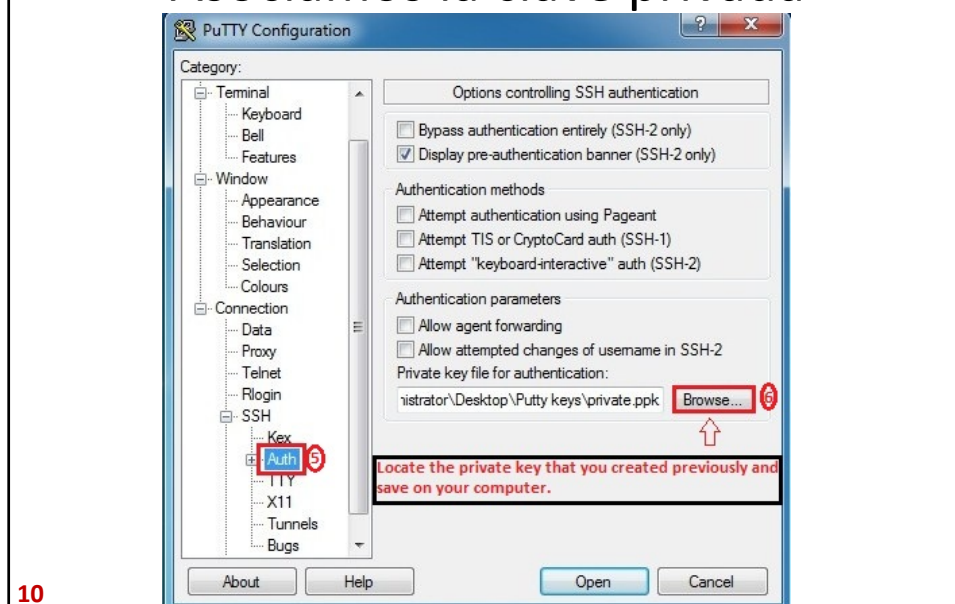 Asociamos la clave privada
PuTTY Configuration
Category:
Terminal
Keyboard
Bell
Features
Window
Appearance
Behaviour
Translation
Selection
Colours
Connection
Data
Proxy
Telnet
Rlogin
SSH
Kex
Auth 5
TTY
X11
Tunnels
Bugs
Options controlling SSH authentication
Bypass authentication entirely (SSH-2 only)
Display pre-authentication banner (SSH-2 only)
Authentication methods
Attempt authentication using Pageant
Attempt TIS or CryptoCard auth (SSH-1)
Attempt "keyboard-interactive" auth (SSH-2)
Authentication parameters
Allow agent forwarding
Allow attempted changes of username in SSH-2
Private key file for authentication:
istrator\Desktop\Putty keys\private.ppk Browse... 6
Locate the private key that you created previously and
save on your computer.
About Help Open Cancel
10